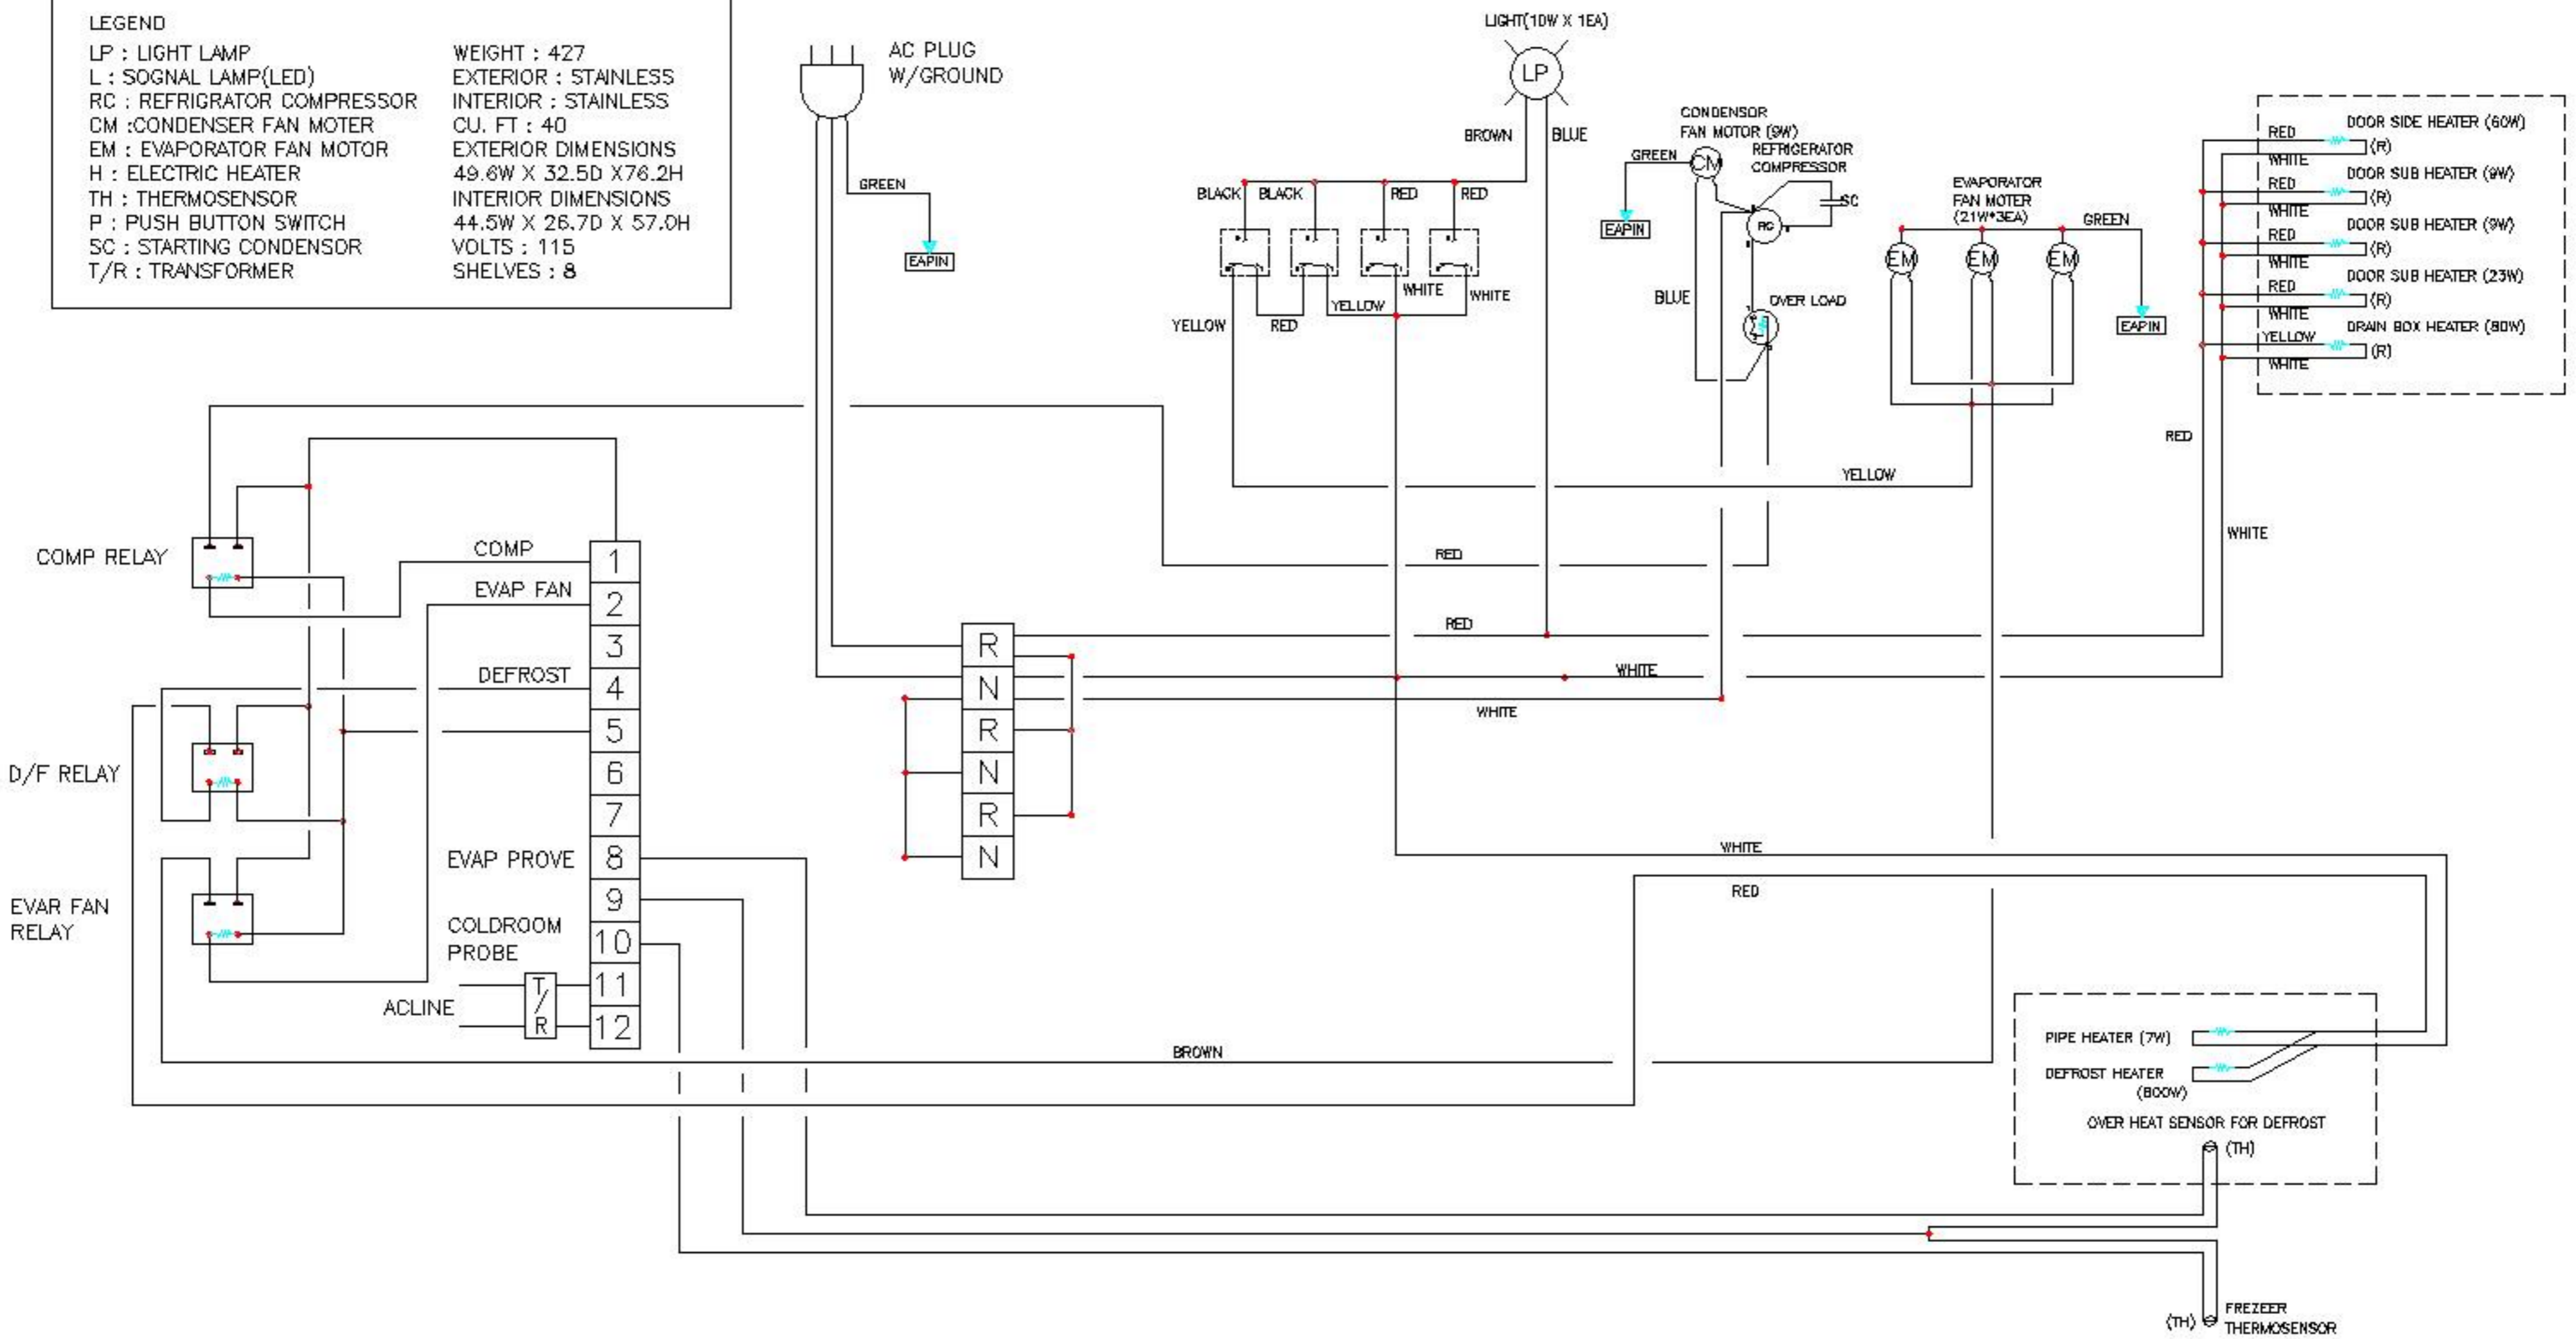 LEGEND
LP : LIGHT LAMP
L : SOGNAL LAMP(LED)
RC : REFRIGRATOR COMPRESSOR
CM :CONDENSER FAN MOTER
EM : EVAPORATOR FAN MOTOR
H : ELECTRIC HEATER
TH : THERMOSENSOR
P : PUSH BUTTON SWITCH
SC : STARTING CONDENSOR
T/R : TRANSFORMER
WEIGHT : 427
EXTERIOR : STAINLESS
INTERIOR : STAINLESS
CU. FT : 40
EXTERIOR DIMENSIONS
49.6W X 32.5D X76.2H
INTERIOR DIMENSIONS
44.5W X 26.7D X 57.0H
VOLTS : 115
SHELVES : 8
AC PLUG
W/GROUND
GREEN
EAPIN
LIGHT(10W X 1EA)
LP
BROWN
BLUE
BLACK
BLACK
RED
RED
YELLOW
RED
YELLOW
WHITE
WHITE
CONDENSOR
FAN MOTOR (9W)
GREEN
CM
EAPIN
REFRIGERATOR
COMPRESSOR
SC
RC
BLUE
OVER LOAD
EVAPORATOR
FAN MOTER
(21W*3EA)
GREEN
EM
EM
EM
EAPIN
DOOR SIDE HEATER (60W)
RED
(R)
WHITE
DOOR SUB HEATER (9W)
RED
(R)
WHITE
DOOR SUB HEATER (9W)
RED
(R)
WHITE
DOOR SUB HEATER (23W)
RED
(R)
WHITE
DRAIN BOX HEATER (80W)
YELLOW
(R)
WHITE
RED
WHITE
YELLOW
RED
RED
WHITE
WHITE
COMP RELAY
D/F RELAY
EVAR FAN
RELAY
COMP
EVAP FAN
DEFROST
EVAP PROVE
COLDROOM
PROBE
ACLINE
T/R
1
2
3
4
5
6
7
8
9
10
11
12
R
N
R
N
R
N
WHITE
RED
BROWN
PIPE HEATER (7W)
DEFROST HEATER
(800W)
OVER HEAT SENSOR FOR DEFROST
(TH)
(TH)
FREZEER
THERMOSENSOR